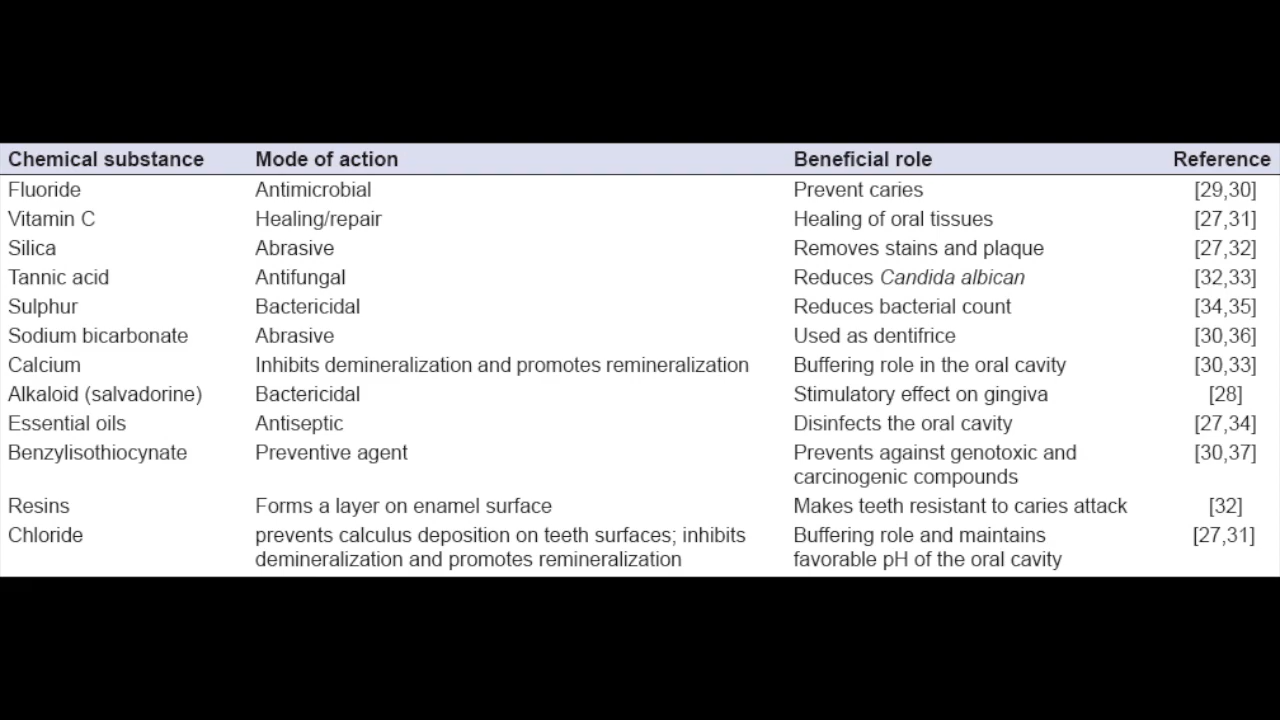 Chemical substance Mode of action Beneficial role Reference
Fluoride Antimicrobial Prevent caries [29,30]
Vitamin C Healing/repair Healing of oral tissues [27,31]
Silica Abrasive Removes stains and plaque [27,32]
Tannic acid Antifungal Reduces Candida albican [32,33]
Sulphur Bactericidal Reduces bacterial count [34,35]
Sodium bicarbonate Abrasive Used as dentifrice [30,36]
Calcium Inhibits demineralization and promotes remineralization Buffering role in the oral cavity [30,33]
Alkaloid (salvadorine) Bactericidal Stimulatory effect on gingiva [28]
Essential oils Antiseptic Disinfects the oral cavity [27,34]
Benzylisothiocynate Preventive agent Prevents against genotoxic and [30,37]
carcinogenic compounds
Resins Forms a layer on enamel surface Makes teeth resistant to caries attack [32]
Chloride prevents calculus deposition on teeth surfaces; inhibits Buffering role and maintains [27,31]
demineralization and promotes remineralization favorable pH of the oral cavity